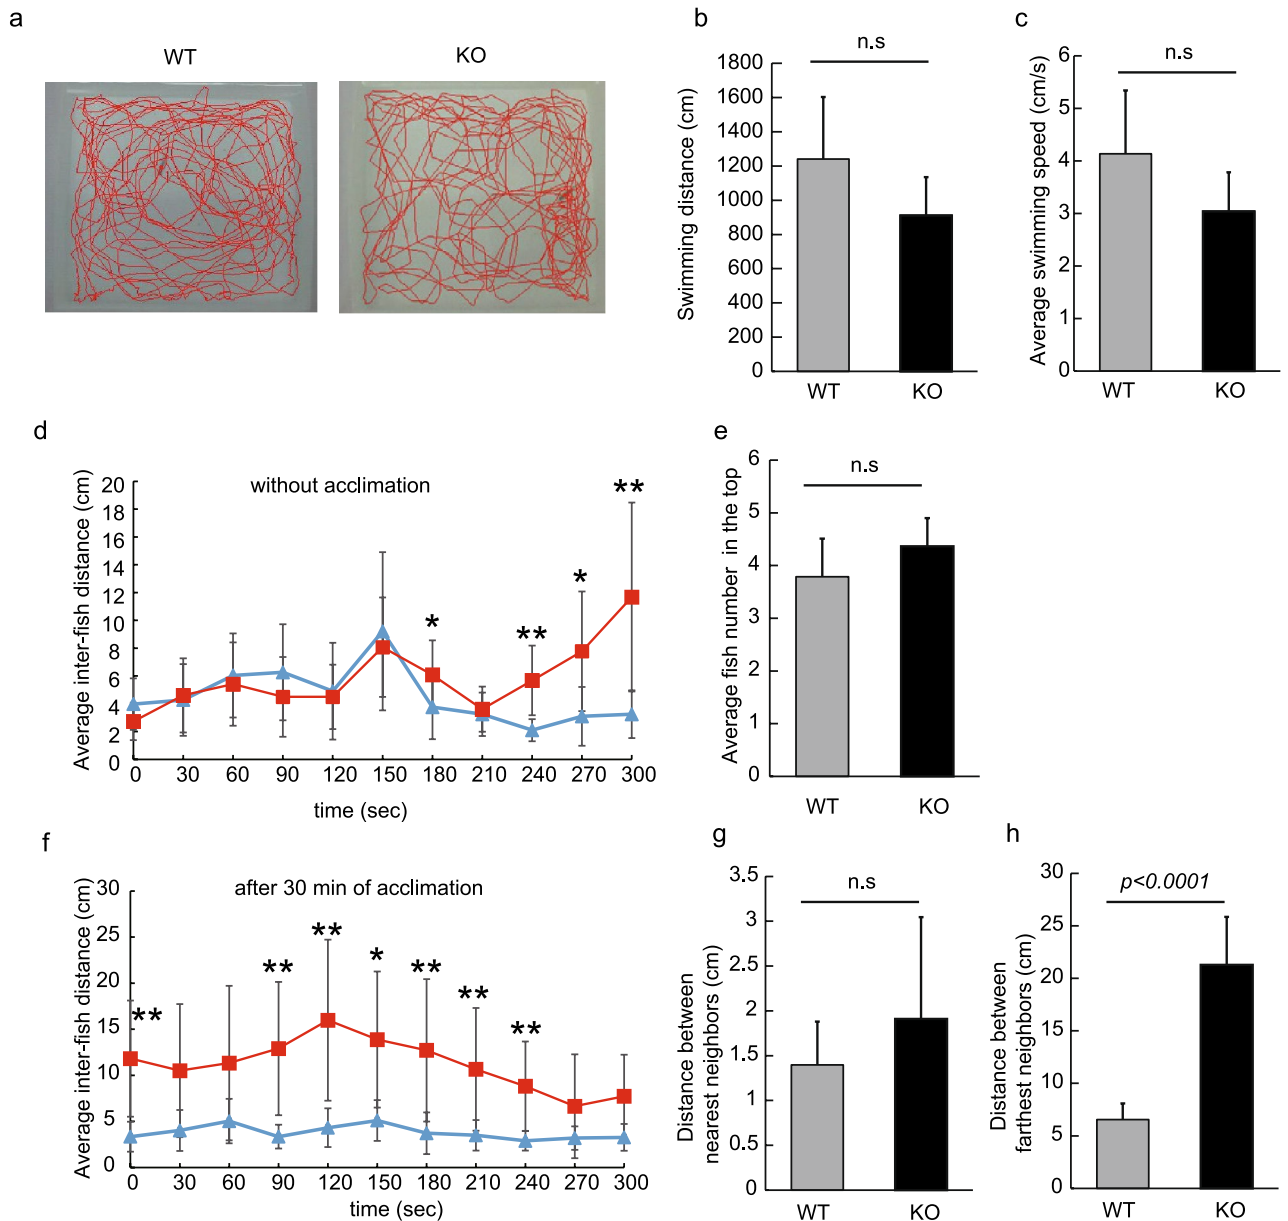 a
WT
KO
b
n.s
Swimming distance (cm)
1800
1600
1400
1200
1000
800
600
400
200
0
WT
KO
c
n.s
Average swimming speed (cm/s)
6
5
4
3
2
1
0
WT
KO
d
without acclimation
Average inter-fish distance (cm)
20
18
16
14
12
10
8
6
4
2
0
*
**
*
**
0 30 60 90 120 150 180 210 240 270 300
time (sec)
e
n.s
Average fish number in the top
6
5
4
3
2
1
0
WT
KO
f
after 30 min of acclimation
Average inter-fish distance (cm)
30
25
20
15
10
5
0
**
**
**
*
**
**
**
0 30 60 90 120 150 180 210 240 270 300
time (sec)
g
n.s
Distance between
nearest neighbors (cm)
3.5
3
2.5
2
1.5
1
0.5
0
WT
KO
h
p<0.0001
Distance between
farthest neighbors (cm)
30
25
20
15
10
5
0
WT
KO